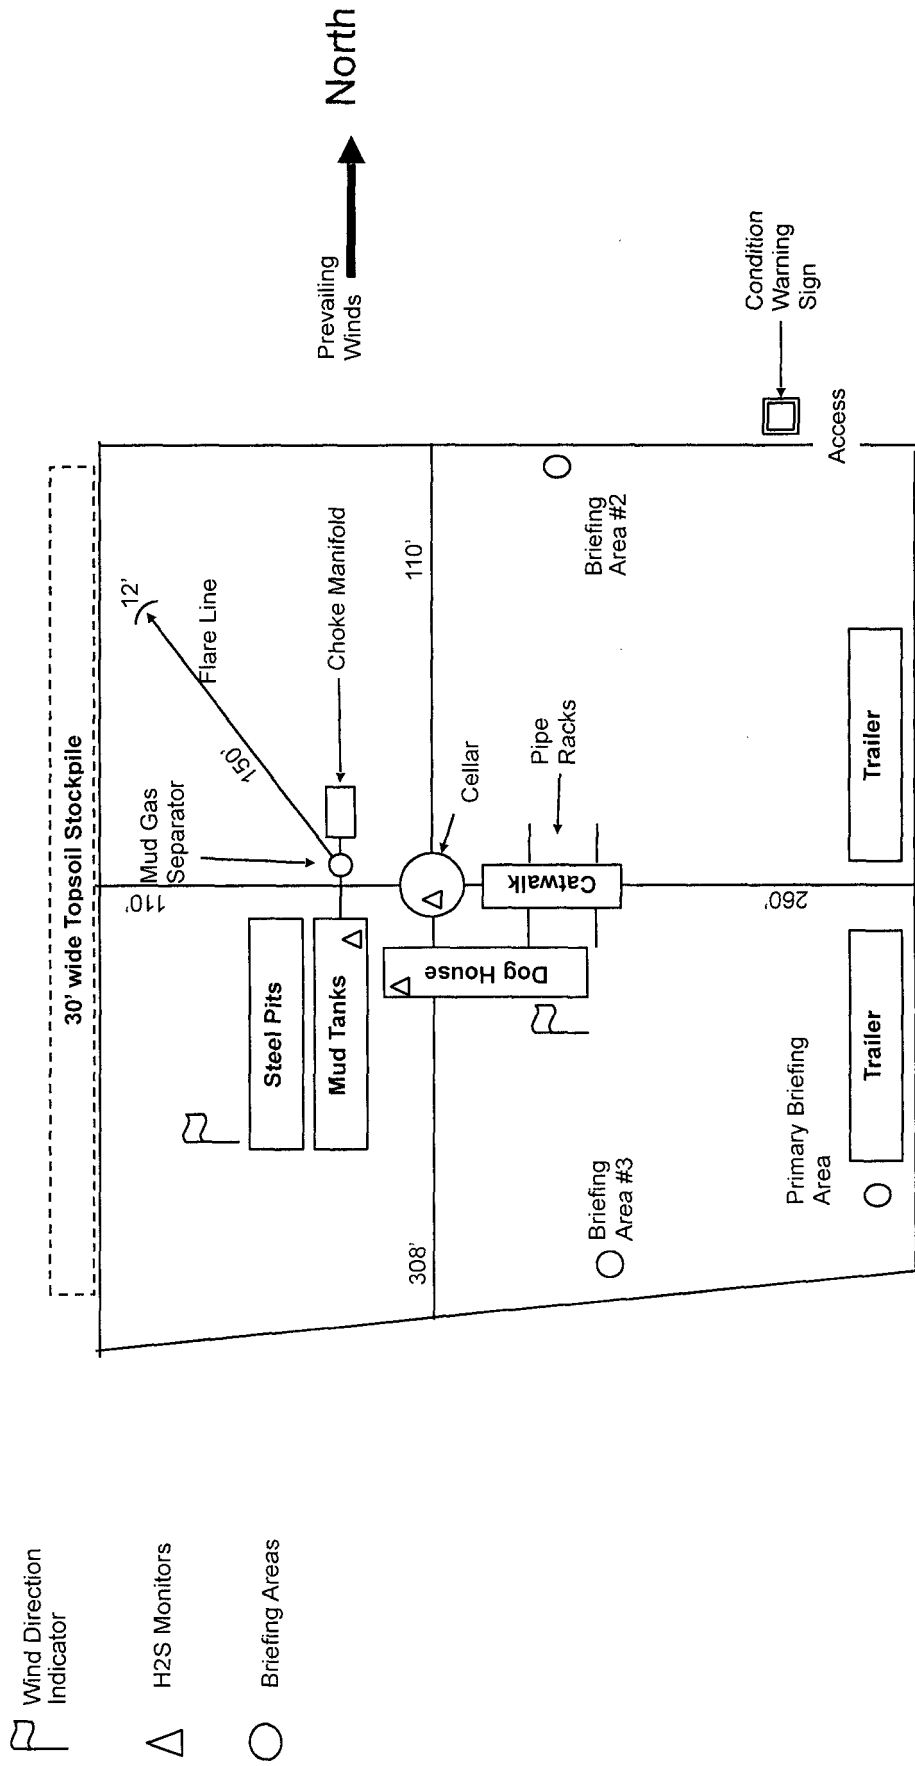 30' wide Topsoil Stockpile
12'
Flare Line
150'
Mud Gas
Separator
Choke Manifold
110'
110'
Steel Pits
Mud Tanks
Cellar
Dog House
Catwalk
Pipe
Racks
308'
260'
Briefing
Area #2
Briefing
Area #3
Primary Briefing
Area
Trailer
Trailer
Access
Prevailing
Winds
North
Condition
Warning
Sign
Wind Direction
Indicator
H2S Monitors
Briefing Areas